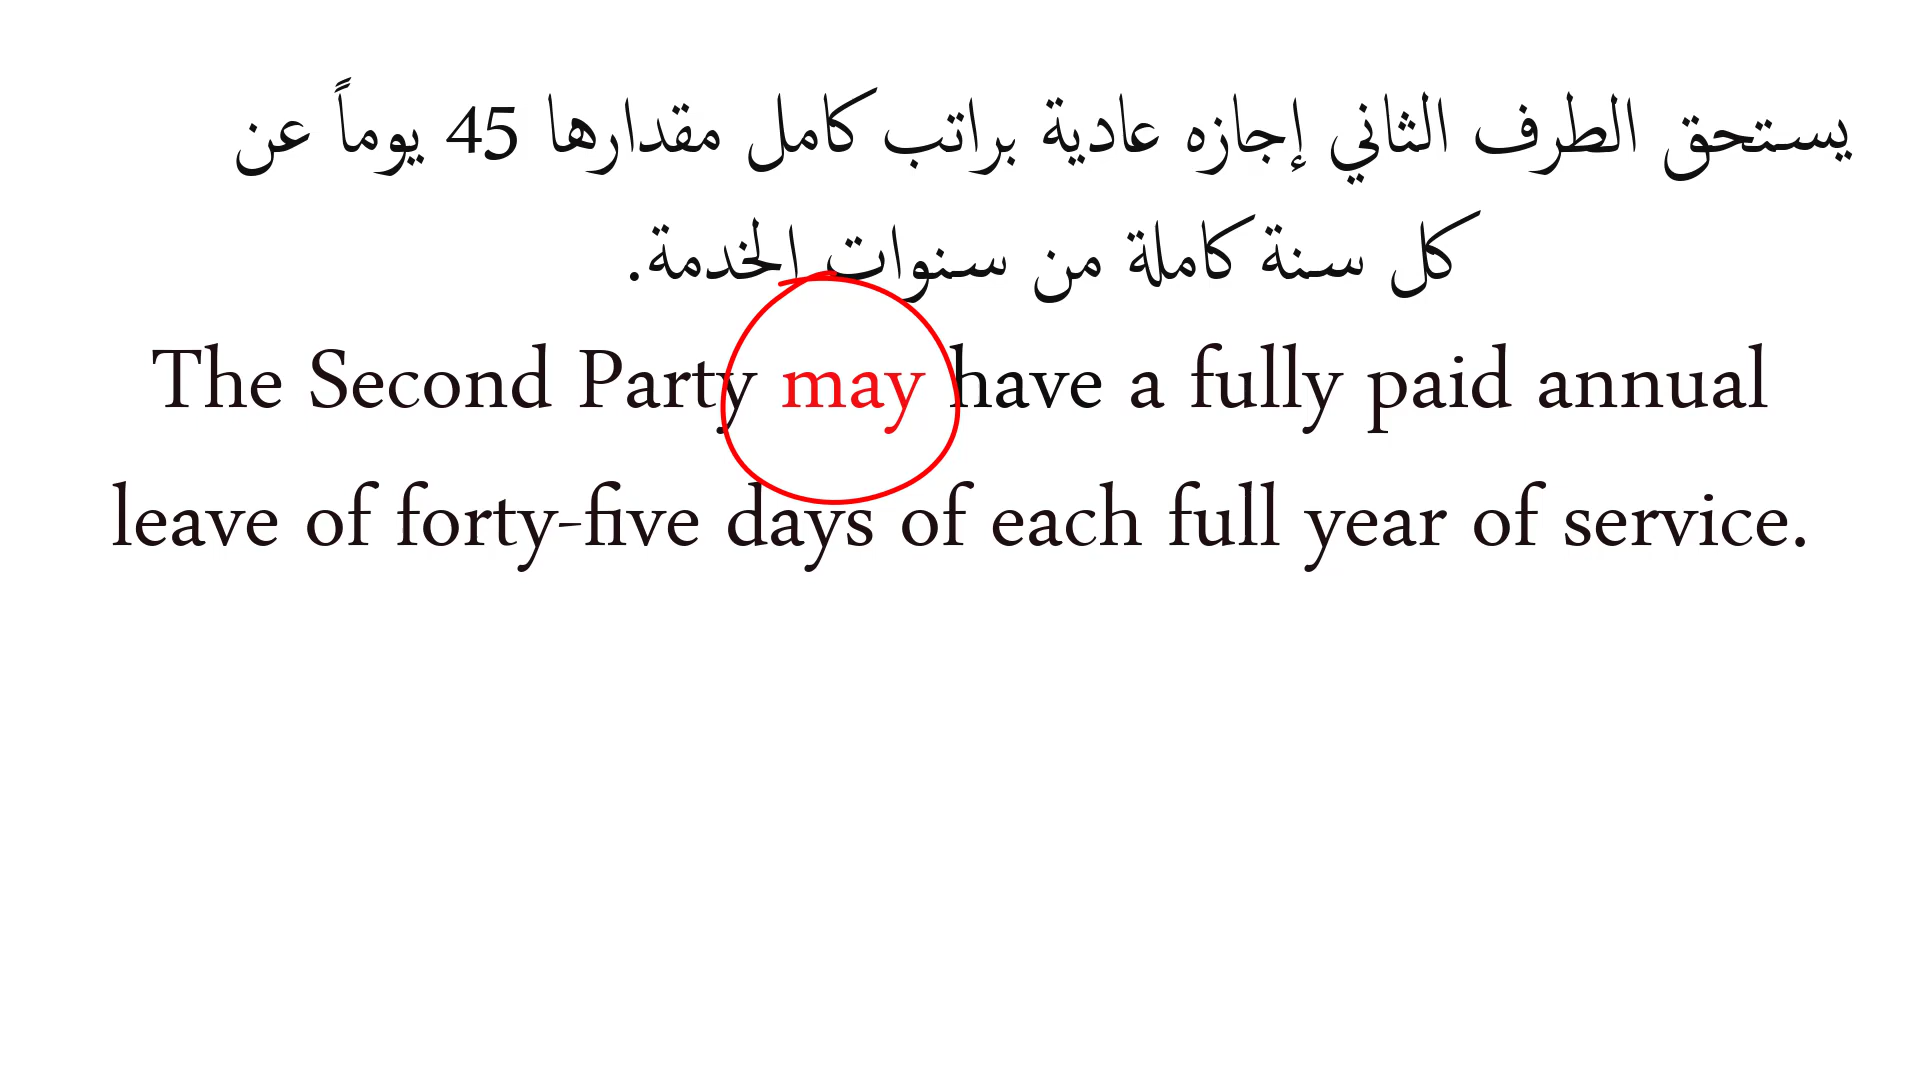 يستحق الطرف الثاني إجازه عادية براتب كامل مقدارها 45 يوماً عن
كل سنة كاملة من سنوات الخدمة.
The Second Party may have a fully paid annual
leave of forty-five days of each full year of service.